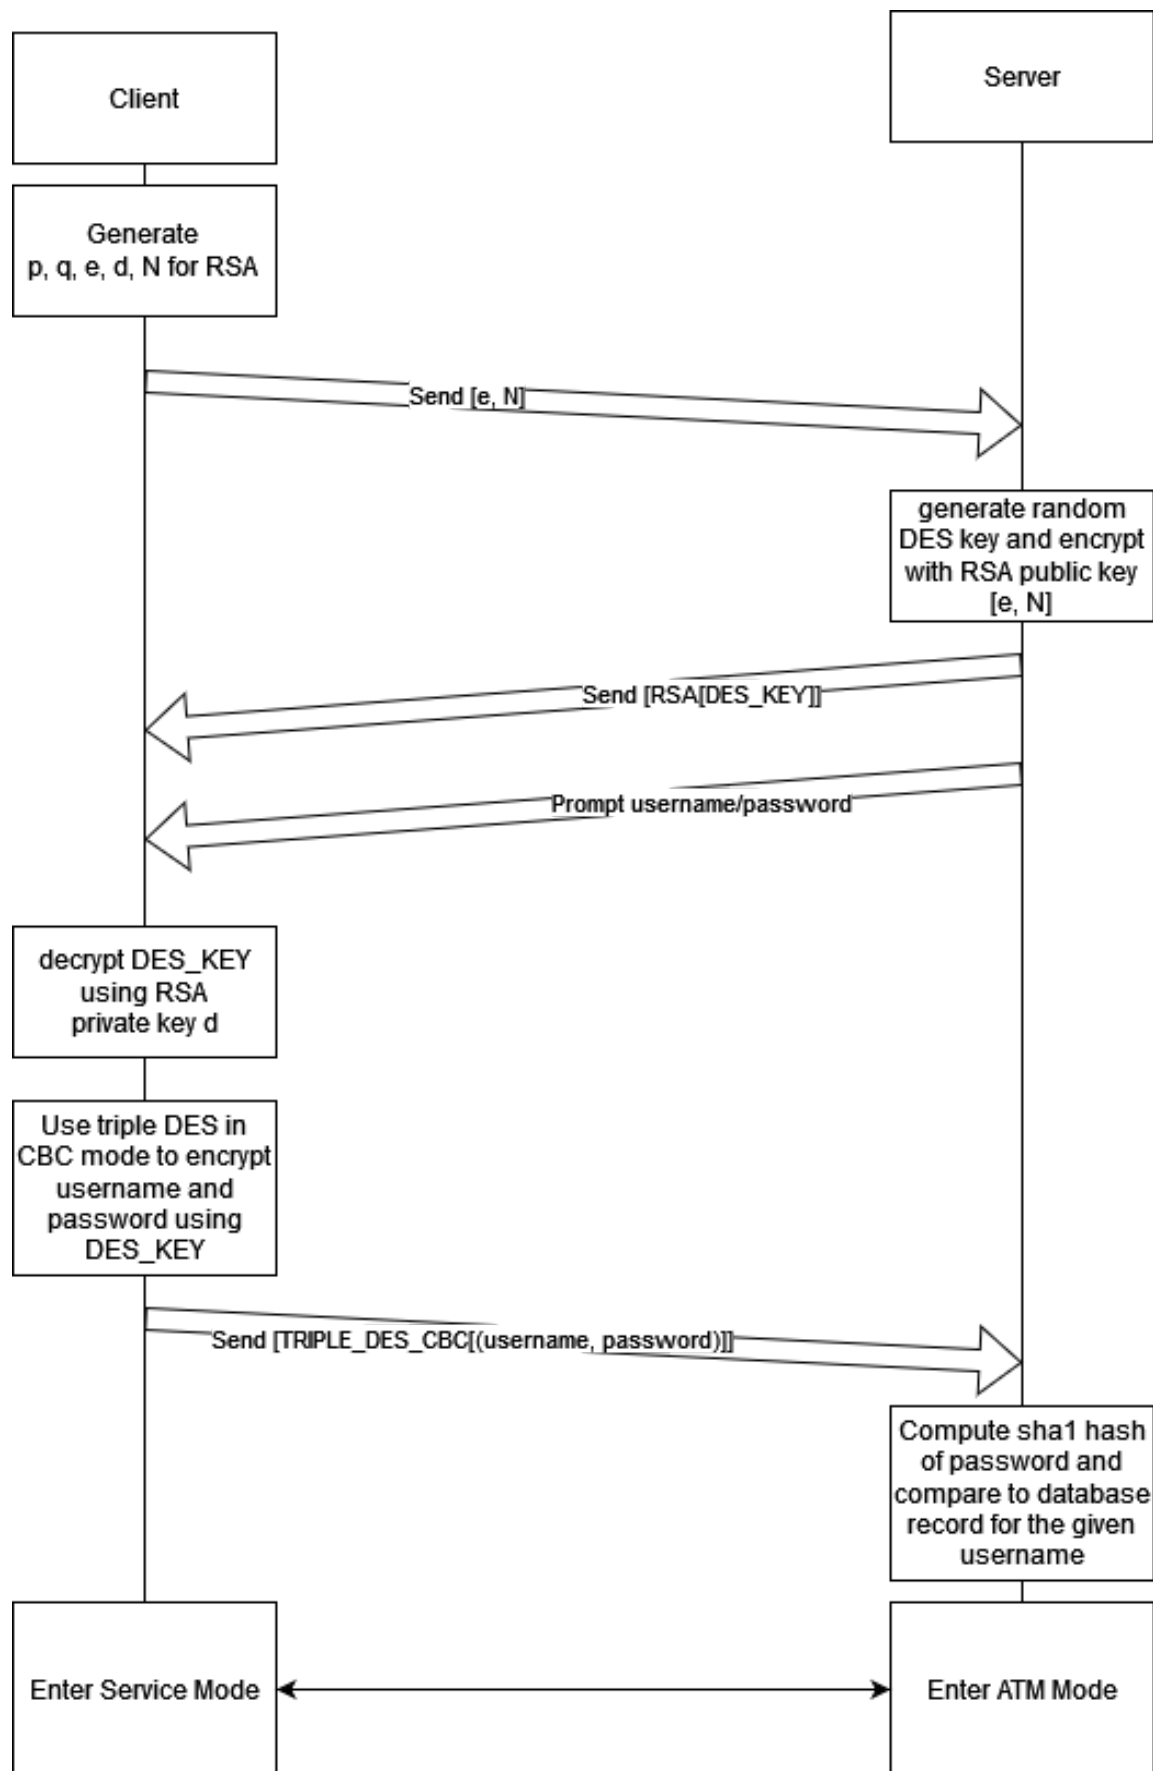 Client
Server
Generate
p, q, e, d, N for RSA
Send [e, N]
generate random
DES key and encrypt
with RSA public key
[e, N]
Send [RSA[DES_KEY]]
Prompt username/password
decrypt DES_KEY
using RSA
private key d
Use triple DES in
CBC mode to encrypt
username and
password using
DES_KEY
Send [TRIPLE_DES_CBC[(username, password)]]
Compute sha1 hash
of password and
compare to database
record for the given
username
Enter Service Mode
Enter ATM Mode